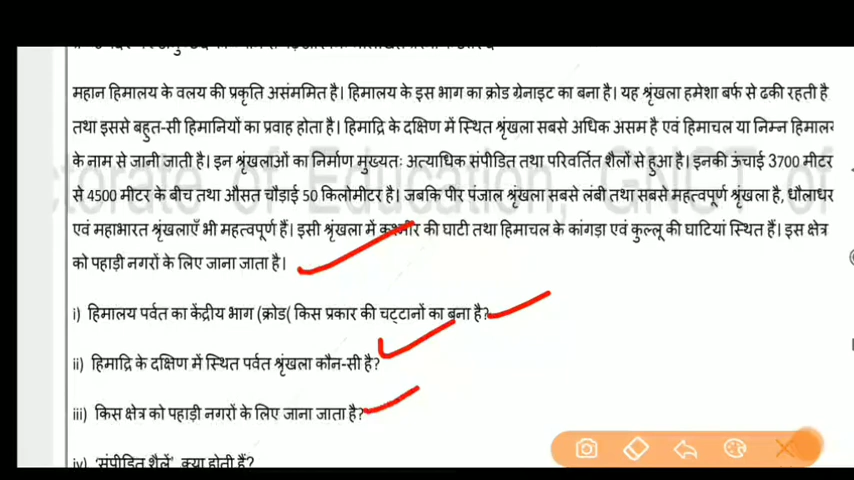 महान हिमालय के वलय की प्रकृति असंममित है। हिमालय के इस भाग का क्रोड ग्रेनाइट का बना है। यह श्रृंखला हमेशा बर्फ से ढकी रहती है
तथा इससे बहुत-सी हिमानियों का प्रवाह होता है। हिमाद्रि के दक्षिण में स्थित श्रृंखला सबसे अधिक असम है एवं हिमाचल या निम्न हिमालय
के नाम से जानी जाती है। इन श्रृंखलाओं का निर्माण मुख्यतः अत्याधिक संपीडित तथा परिवर्तित शैलों से हुआ है। इनकी ऊंचाई 3700 मीटर
से 4500 मीटर के बीच तथा औसत चौड़ाई 50 किलोमीटर है। जबकि पीर पंजाल श्रृंखला सबसे लंबी तथा सबसे महत्वपूर्ण श्रृंखला है, धौलाधर
एवं महाभारत श्रृंखलाएँ भी महत्वपूर्ण हैं। इसी श्रृंखला में कश्मीर की घाटी तथा हिमाचल के कांगड़ा एवं कुल्लू की घाटियां स्थित हैं। इस क्षेत्र
को पहाड़ी नगरों के लिए जाना जाता है।
i) हिमालय पर्वत का केंद्रीय भाग (क्रोड( किस प्रकार की चट्टानों का बना है?
ii) हिमाद्रि के दक्षिण में स्थित पर्वत श्रृंखला कौन-सी है?
iii) किस क्षेत्र को पहाड़ी नगरों के लिए जाना जाता है?
iv) 'संपीडित शैलें' क्या होती हैं?